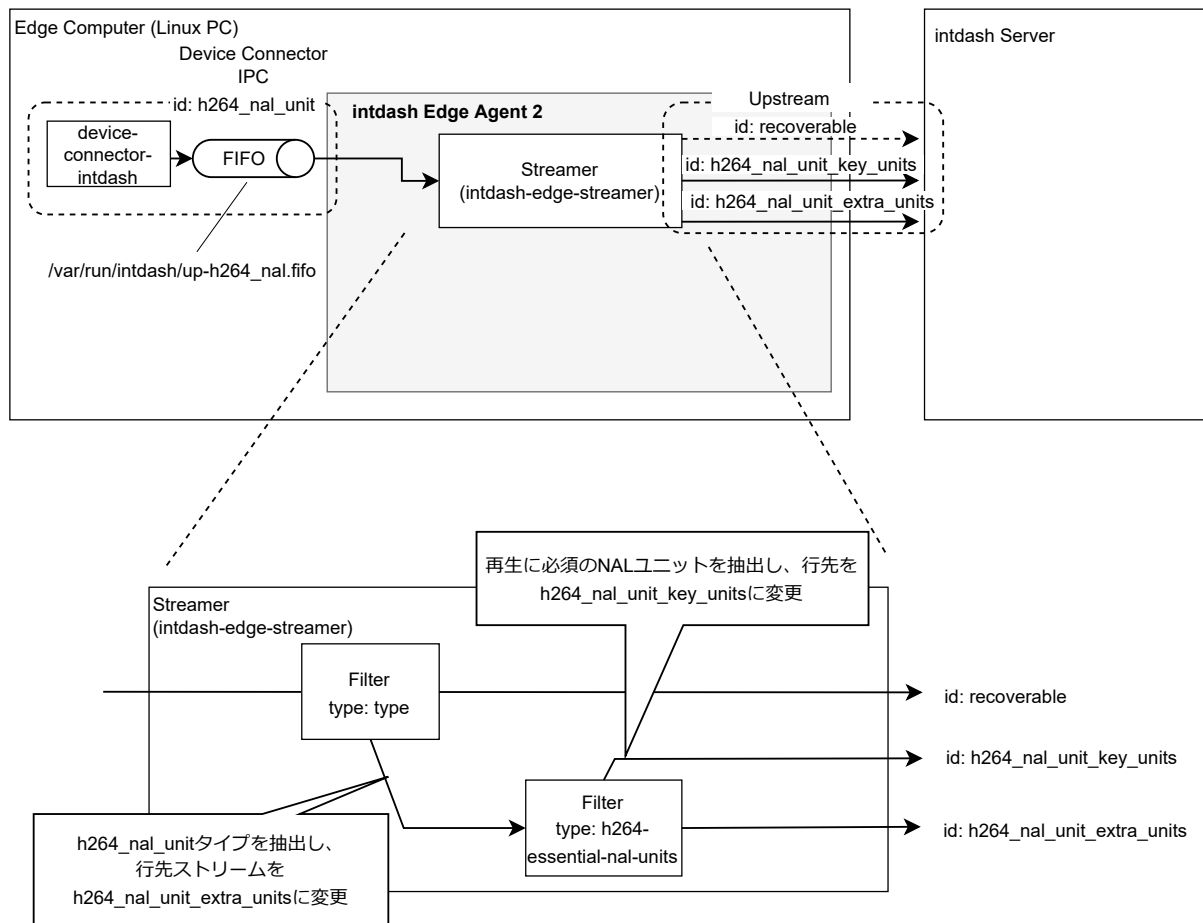 Edge Computer (Linux PC)
Device Connector
IPC
id: h264_nal_unit
device-
connector-
intdash
FIFO
/var/run/intdash/up-h264_nal.fifo
intdash Edge Agent 2
Streamer
(intdash-edge-streamer)
Upstream
id: recoverable
id: h264_nal_unit_key_units
id: h264_nal_unit_extra_units
intdash Server
再生に必須のNALユニットを抽出し、行先を
h264_nal_unit_key_unitsに変更
Streamer
(intdash-edge-streamer)
Filter
type: type
id: recoverable
id: h264_nal_unit_key_units
Filter
type: h264-
essential-nal-units
id: h264_nal_unit_extra_units
h264_nal_unitタイプを抽出し、
行先ストリームを
h264_nal_unit_extra_unitsに変更